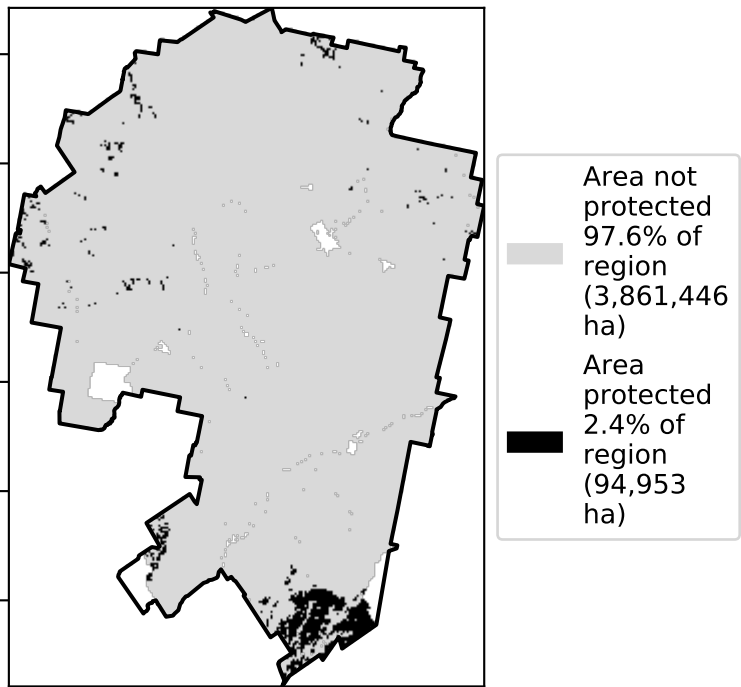 Area not
protected
97.6% of
region
(3,861,446
ha)
Area
protected
2.4% of
region
(94,953
ha)